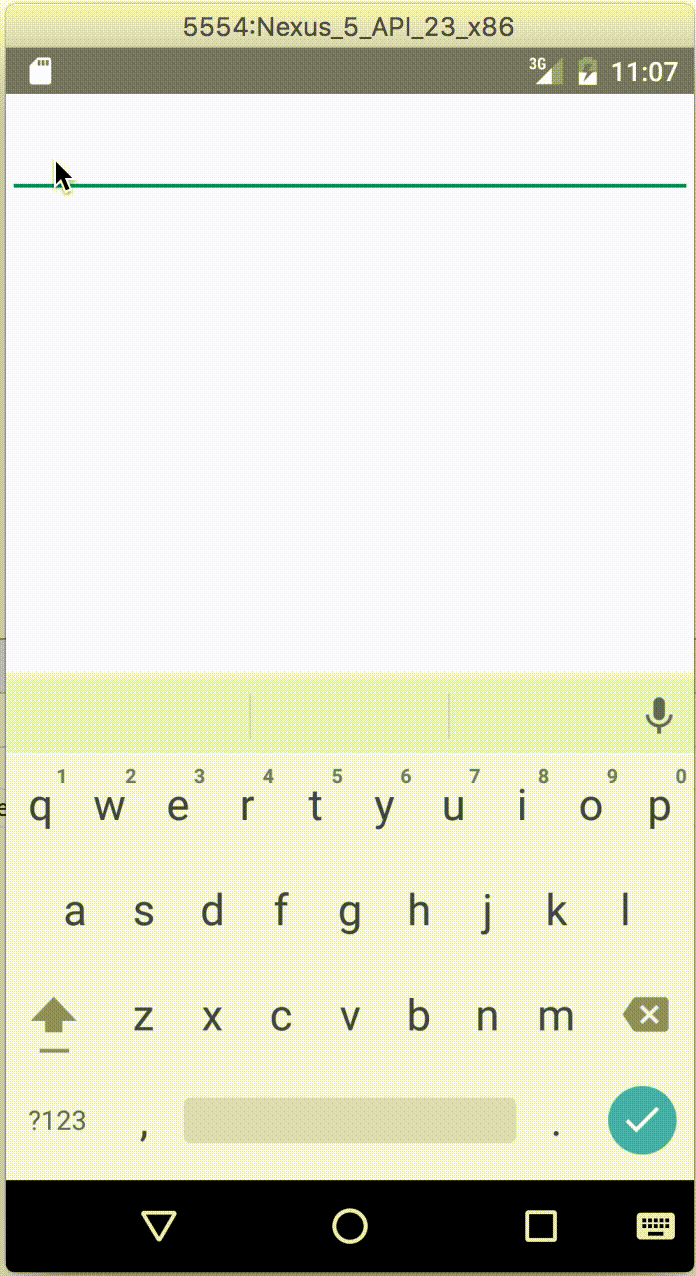 5554:Nexus_5_API_23_x86
3G 11:07
1 2 3 4 5 6 7 8 9 0
q w e r t y u i o p
a s d f g h j k l
z x c v b n m
?123 , .